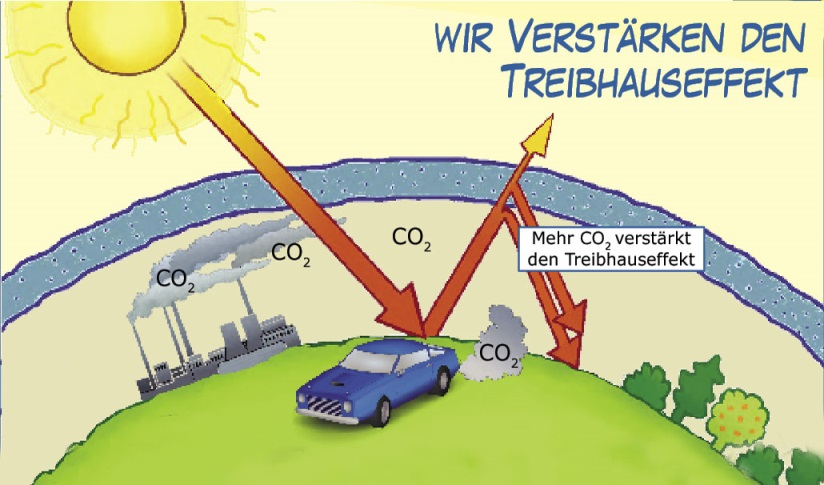 WIR VERSTÄRKEN DEN
TREIBHAUSEFFEKT
CO₂
CO₂
CO₂
Mehr CO₂ verstärkt
den Treibhauseffekt
CO₂